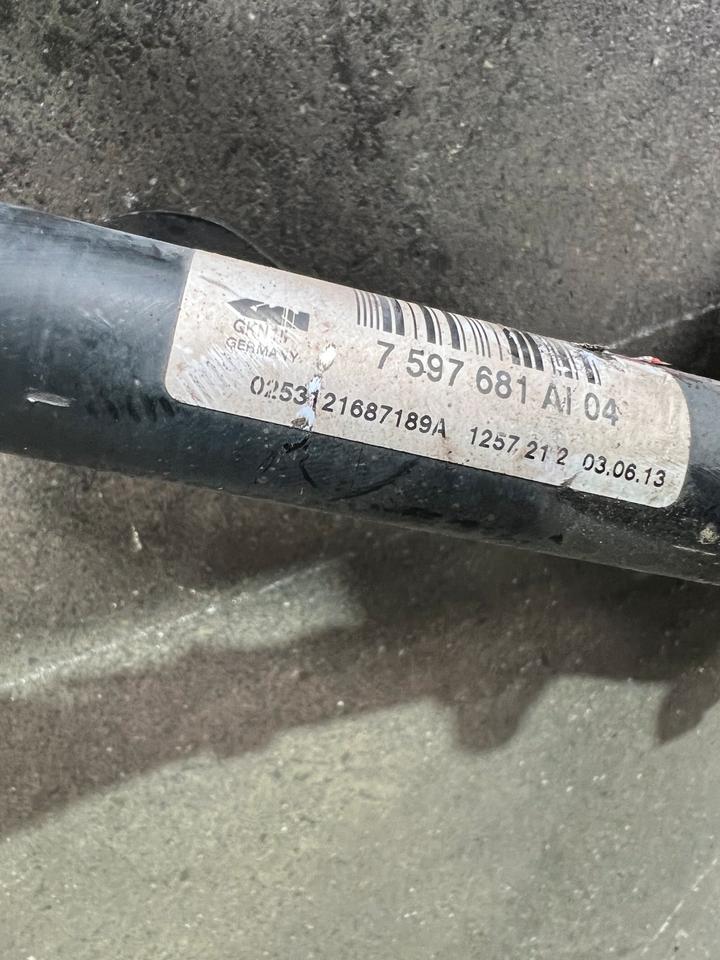 GKN
GERMANY
7 597 681 AI 04
0253121687189A 1257 21 2 03.06.13